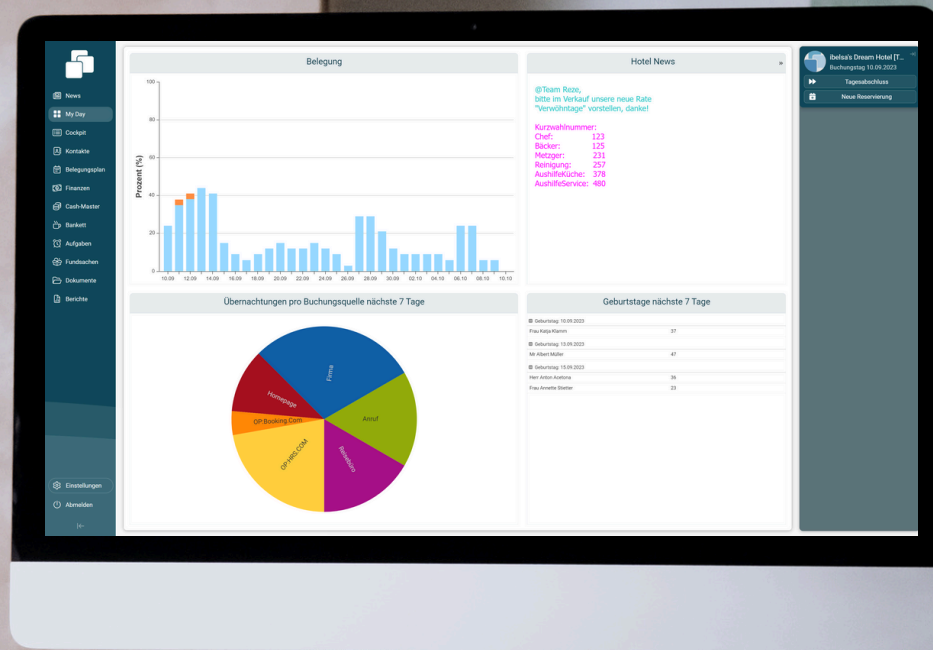 News
My Day
Cockpit
Kontakte
Belegungsplan
Finanzen
Cash-Master
Bankett
Aufgaben
Fundsachen
Dokumente
Berichte
Einstellungen
Abmelden
Belegung
Prozent (%)
100
80
60
40
20
0
10.09 12.09 14.09 16.09 18.09 20.09 22.09 24.09 26.09 28.09 30.09 02.10 04.10 06.10 08.10 10.10
Hotel News »
@Team Reze,
bitte im Verkauf unsere neue Rate
"Verwöhntage" vorstellen, danke!
Kurzwahlnummer:
Chef: 123
Bäcker: 125
Metzger: 231
Reinigung: 257
AushilfeKüche: 378
AushilfeService: 480
Übernachtungen pro Buchungsquelle nächste 7 Tage
Firma
Anruf
Reisebüro
OP:HRS.COM
OP:Booking.Com
Homepage
Geburtstage nächste 7 Tage
Geburtstag: 10.09.2023
Frau Katja Klamm 37
Geburtstag: 13.09.2023
Mr Albert Müller 47
Geburtstag: 15.09.2023
Herr Anton Acetona 36
Frau Annette 23
ibelsa's Dream Hotel [T...
Buchungstag 10.09.2023
Tagesabschluss
Neue Reservierung